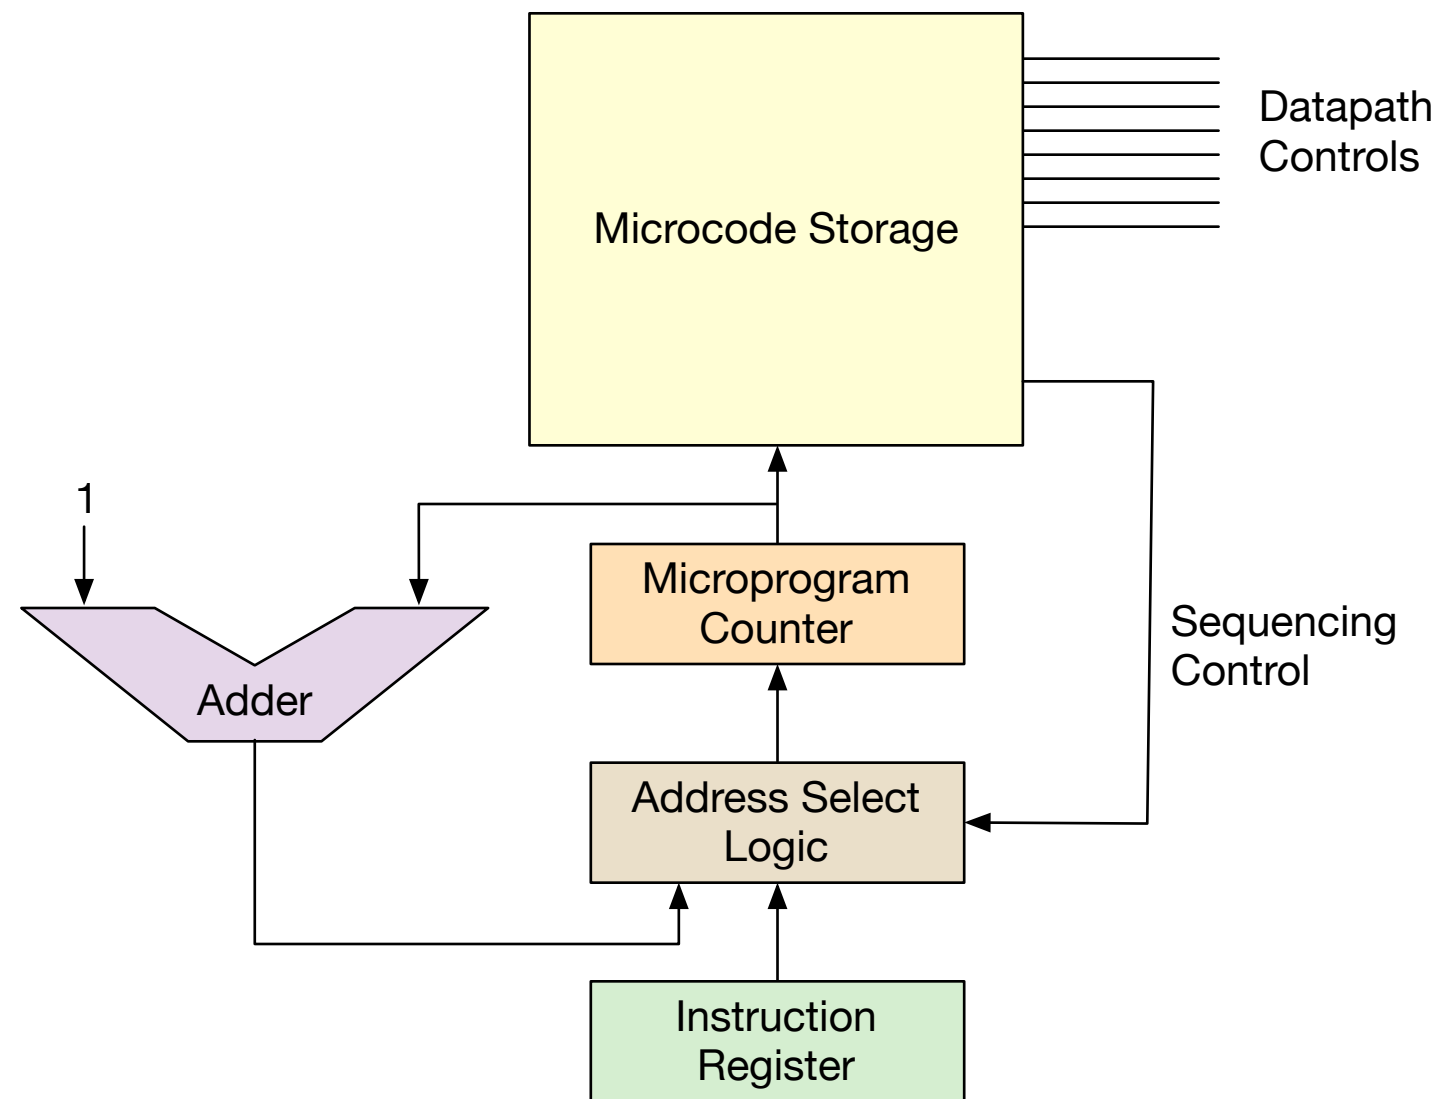 Datapath
Controls
Microcode Storage
1
Microprogram
Counter
Sequencing
Control
Adder
Address Select
Logic
Instruction
Register